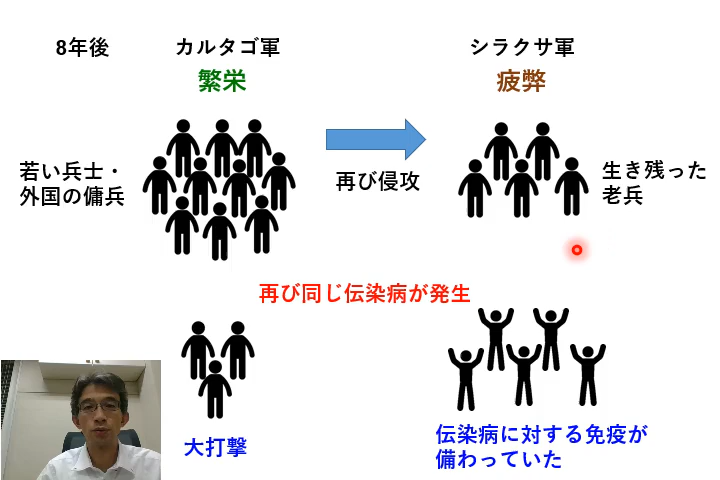 8年後
カルタゴ軍
シラクサ軍
繁栄
疲弊
若い兵士・
外国の傭兵
再び侵攻
生き残った
老兵
再び同じ伝染病が発生
大打撃
伝染病に対する免疫が
備わっていた